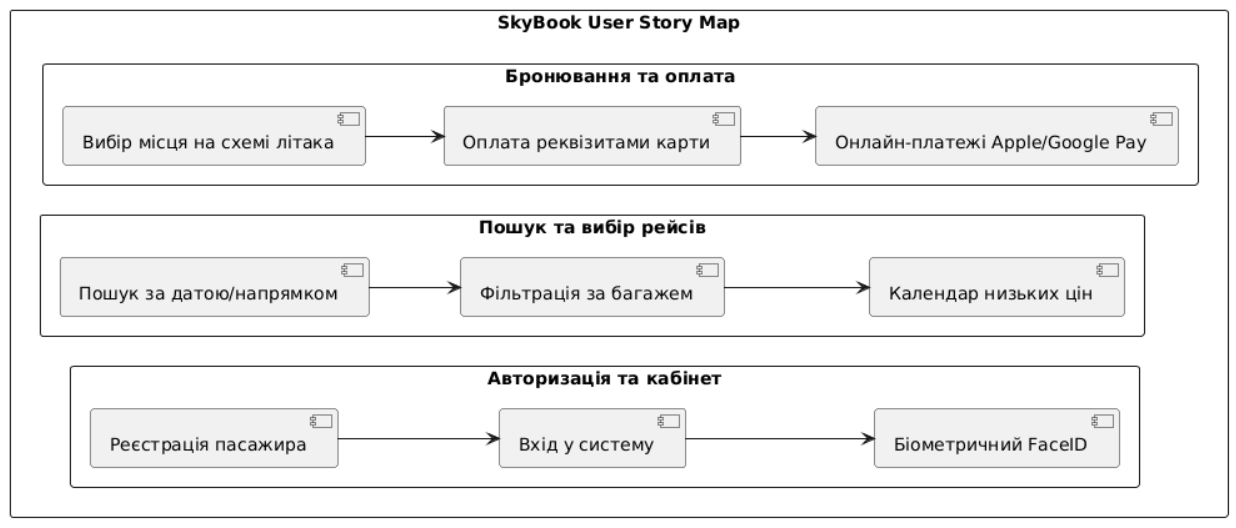 SkyBook User Story Map
Бронювання та оплата
Вибір місця на схемі літака
Оплата реквізитами карти
Онлайн-платежі Apple/Google Pay
Пошук та вибір рейсів
Пошук за датою/напрямком
Фільтрація за багажем
Календар низьких цін
Авторизація та кабінет
Реєстрація пасажира
Вхід у систему
Біометричний FaceID